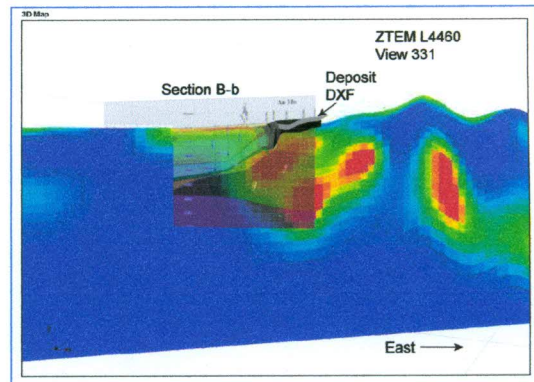 3D Map
ZTEM L4460
View 331
Deposit
DXF
Section B-b
East